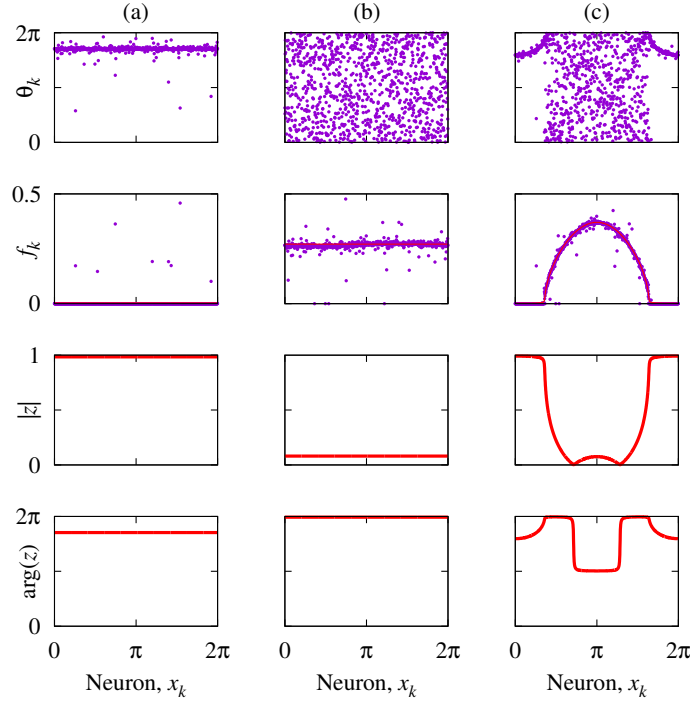 (a) (b) (c)
2π
θk
0
0.5
fk
0
1
|z|
0
2π
arg(z)
0
0 π 2π 0 π 2π 0 π 2π
Neuron, xk Neuron, xk Neuron, xk